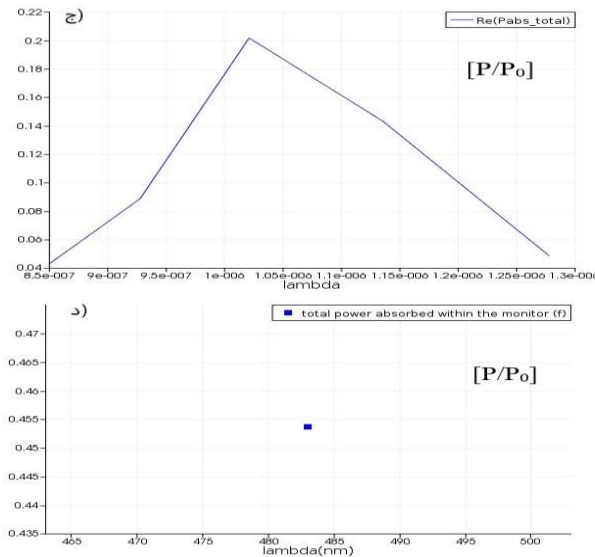 0.22
ج)
Re(Pabs_total)
0.2
[P/P₀]
0.18
0.16
0.14
0.12
0.1
0.08
0.06
0.04
8.5e-007 9e-007 9.5e-007 1e-006 1.05e-006 1.1e-006 1.15e-006 1.2e-006 1.25e-006 1.3e-006
lambda
د)
total power absorbed within the monitor (f)
0.47
0.465
[P/P₀]
0.46
0.455
0.45
0.445
0.44
0.435
465 470 475 480 485 490 495 500
lambda(nm)